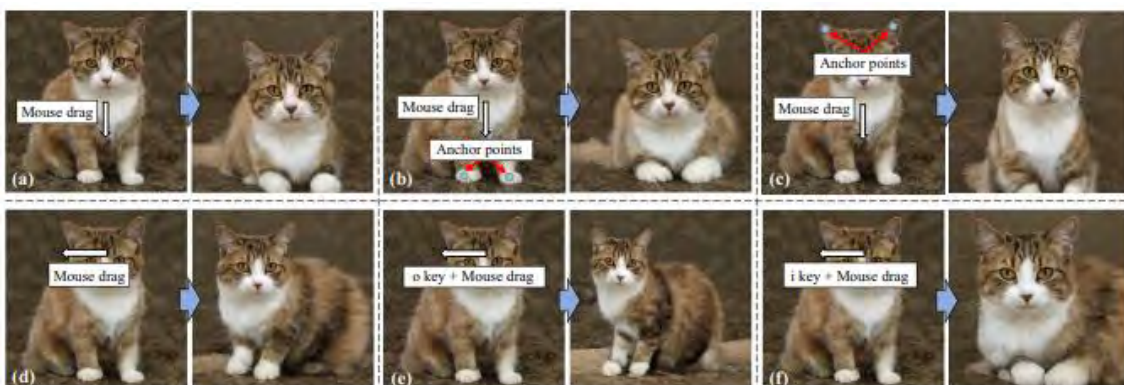 Mouse drag
(a)
Mouse drag
Anchor points
(b)
Anchor points
Mouse drag
(c)
Mouse drag
(d)
o key + Mouse drag
(e)
i key + Mouse drag
(f)